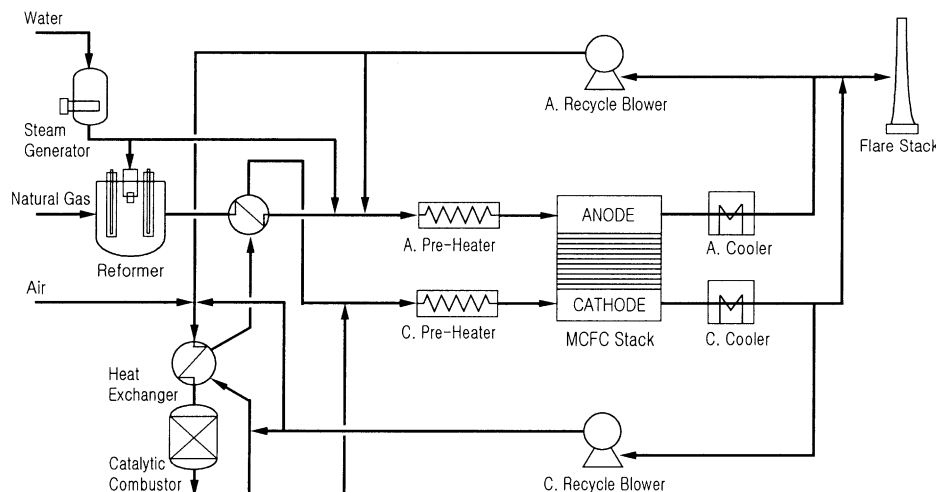 Water
A. Recycle Blower
Steam
Generator
Flare Stack
Natural Gas
ANODE
A. Pre-Heater
A. Cooler
Reformer
Air
CATHODE
C. Pre-Heater
MCFC Stack
C. Cooler
Heat
Exchanger
Catalytic
Combustor
C. Recycle Blower